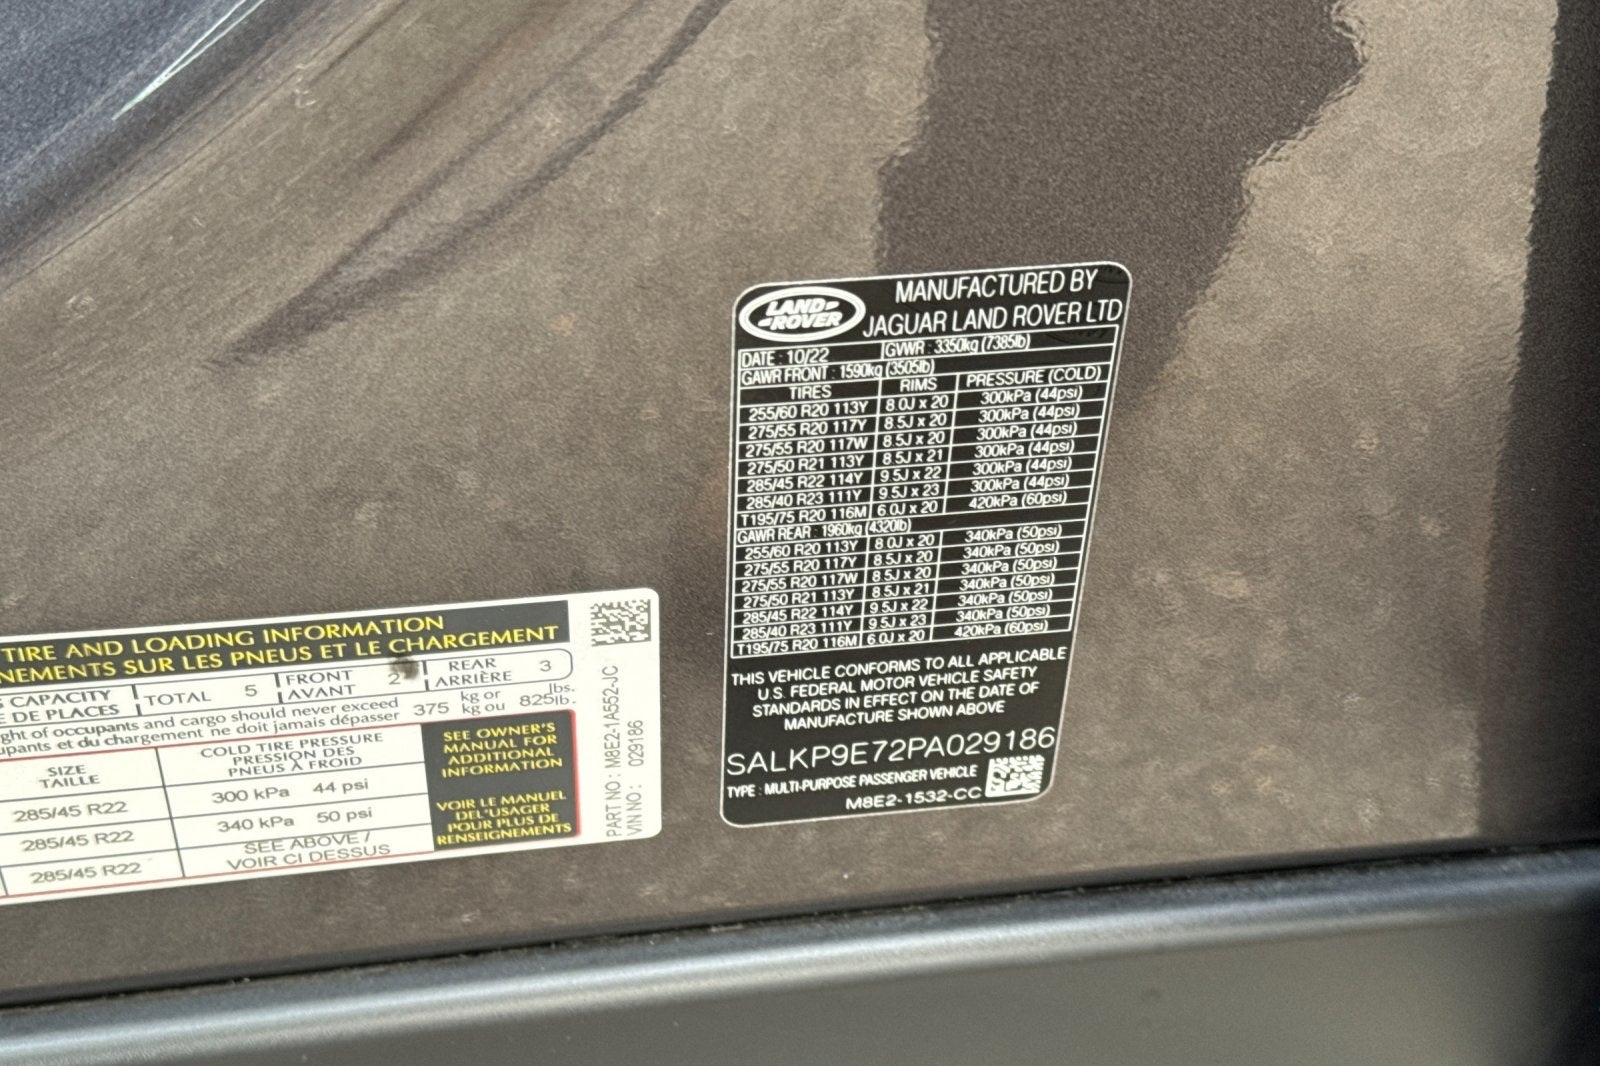 LAND-
-ROVER
MANUFACTURED BY
JAGUAR LAND ROVER LTD
DATE : 10/22 GVWR : 3350kg (7385lb)
GAWR FRONT : 1590kg (3505lb)
TIRES RIMS PRESSURE (COLD)
255/60 R20 113Y 8.0J x 20 300kPa (44psi)
275/55 R20 117Y 8.5J x 20 300kPa (44psi)
275/55 R20 117W 8.5J x 20 300kPa (44psi)
275/50 R21 113Y 8.5J x 21 300kPa (44psi)
285/45 R22 114Y 9.5J x 22 300kPa (44psi)
285/40 R23 111Y 9.5J x 23 300kPa (44psi)
T195/75 R20 116M 6.0J x 20 420kPa (60psi)
GAWR REAR : 1960kg (4320lb)
255/60 R20 113Y 8.0J x 20 340kPa (50psi)
275/55 R20 117Y 8.5J x 20 340kPa (50psi)
275/55 R20 117W 8.5J x 20 340kPa (50psi)
275/50 R21 113Y 8.5J x 21 340kPa (50psi)
285/45 R22 114Y 9.5J x 22 340kPa (50psi)
285/40 R23 111Y 9.5J x 23 340kPa (50psi)
T195/75 R20 116M 6.0J x 20 420kPa (60psi)
THIS VEHICLE CONFORMS TO ALL APPLICABLE
U.S. FEDERAL MOTOR VEHICLE SAFETY
STANDARDS IN EFFECT ON THE DATE OF
MANUFACTURE SHOWN ABOVE
SALKP9E72PA029186
TYPE : MULTI-PURPOSE PASSENGER VEHICLE
M8E2-1532-CC
TIRE AND LOADING INFORMATION
SUR LES PNEUS ET LE CHARGEMENT
CAPACITY TOTAL 5 FRONT 2 REAR 3
DE PLACES AVANT ARRIÈRE
of occupants and cargo should never exceed 375 kg or 825 lbs.
et du chargement ne doit jamais dépasser kg ou lb.
SIZE
TAILLE
COLD TIRE PRESSURE
PRESSION DES
PNEUS À FROID
285/45 R22 300 kPa 44 psi
285/45 R22 340 kPa 50 psi
285/45 R22 SEE ABOVE /
VOIR CI DESSUS
SEE OWNER'S
MANUAL FOR
ADDITIONAL
INFORMATION
VOIR LE MANUEL
DEL'USAGER
POUR PLUS DE
RENSEIGNEMENTS
PART NO : M8E2-1A552-JC
VIN NO : 029186